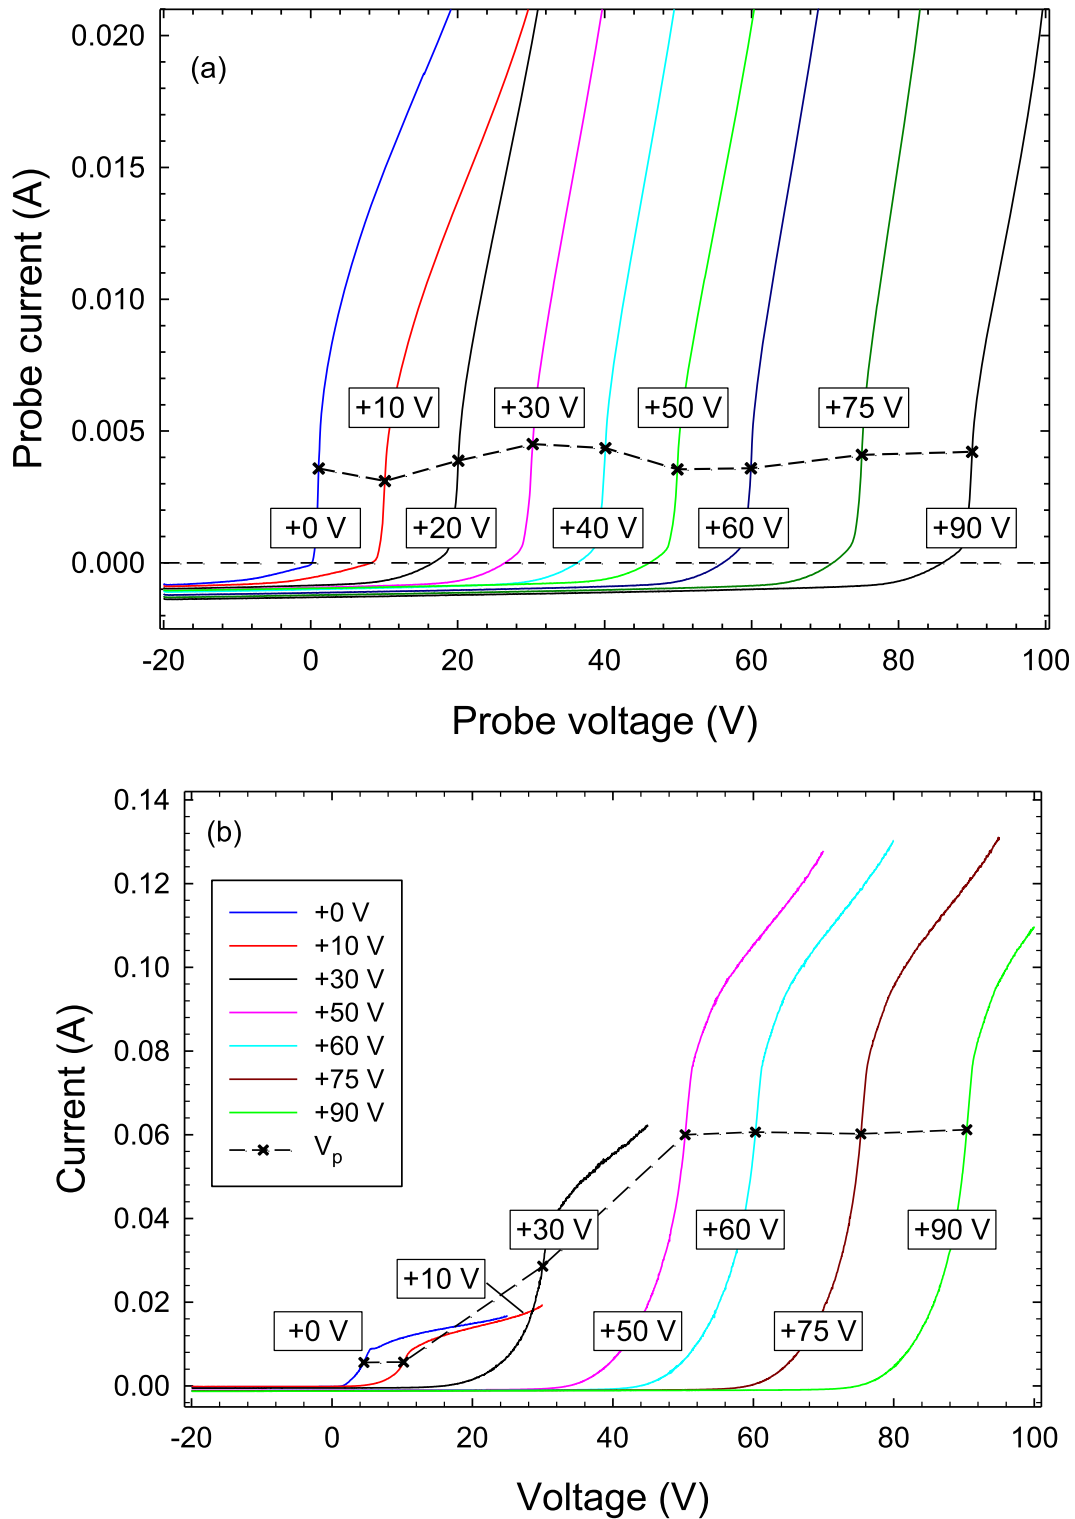 (a)
Probe current (A)
0.020
0.015
0.010
0.005
0.000
+10 V
+30 V
+50 V
+75 V
+0 V
+20 V
+40 V
+60 V
+90 V
-20 0 20 40 60 80 100
Probe voltage (V)
(b)
Current (A)
0.14
0.12
0.10
0.08
0.06
0.04
0.02
0.00
+0 V
+10 V
+30 V
+50 V
+60 V
+75 V
+90 V
Vp
+30 V
+60 V
+90 V
+10 V
+0 V
+50 V
+75 V
-20 0 20 40 60 80 100
Voltage (V)